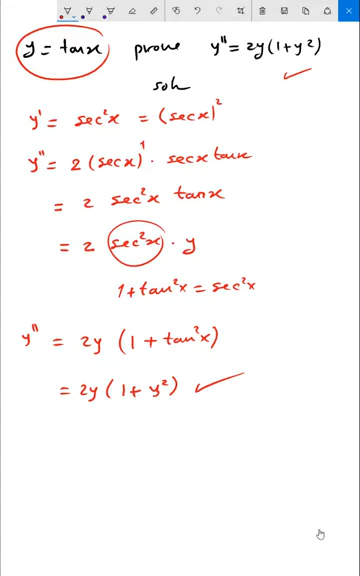 y = tanx prove y" = 2y(1+y²)
soln
y' = sec²x = (secx)²
y" = 2 (secx)¹ · secx tanx
= 2 sec²x tanx
= 2 sec²x · y
1 + tan²x = sec²x
y" = 2y (1 + tan²x)
= 2y (1 + y²)